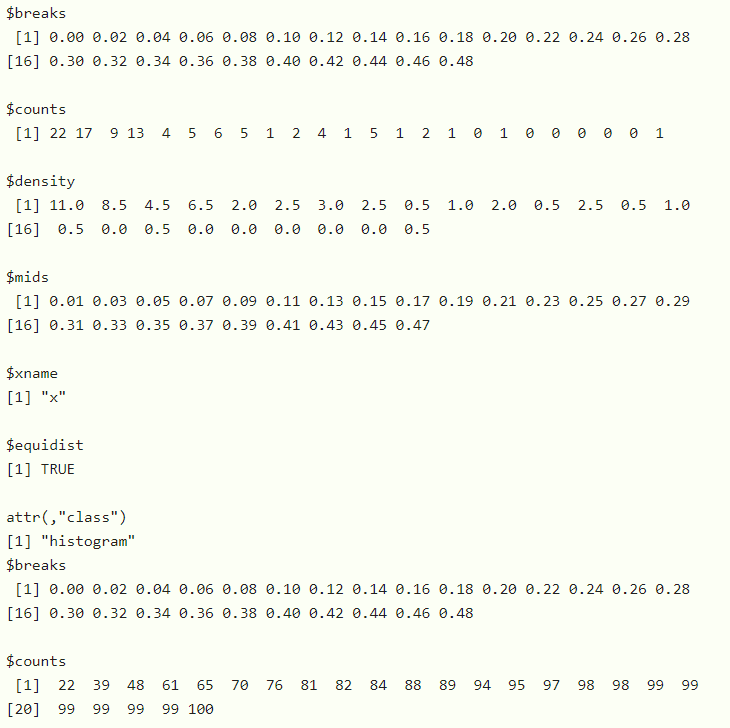 $breaks
 [1] 0.00 0.02 0.04 0.06 0.08 0.10 0.12 0.14 0.16 0.18 0.20 0.22 0.24 0.26 0.28
[16] 0.30 0.32 0.34 0.36 0.38 0.40 0.42 0.44 0.46 0.48

$counts
 [1] 22 17  9 13  4  5  6  5  1  2  4  1  5  1  2  1  0  1  0  0  0  0  0  1

$density
 [1] 11.0  8.5  4.5  6.5  2.0  2.5  3.0  2.5  0.5  1.0  2.0  0.5  2.5  0.5  1.0
[16]  0.5  0.0  0.5  0.0  0.0  0.0  0.0  0.0  0.5

$mids
 [1] 0.01 0.03 0.05 0.07 0.09 0.11 0.13 0.15 0.17 0.19 0.21 0.23 0.25 0.27 0.29
[16] 0.31 0.33 0.35 0.37 0.39 0.41 0.43 0.45 0.47

$xname
[1] "x"

$equidist
[1] TRUE

attr(,"class")
[1] "histogram"
$breaks
 [1] 0.00 0.02 0.04 0.06 0.08 0.10 0.12 0.14 0.16 0.18 0.20 0.22 0.24 0.26 0.28
[16] 0.30 0.32 0.34 0.36 0.38 0.40 0.42 0.44 0.46 0.48

$counts
 [1]  22  39  48  61  65  70  76  81  82  84  88  89  94  95  97  98  98  99  99
[20]  99  99  99  99 100